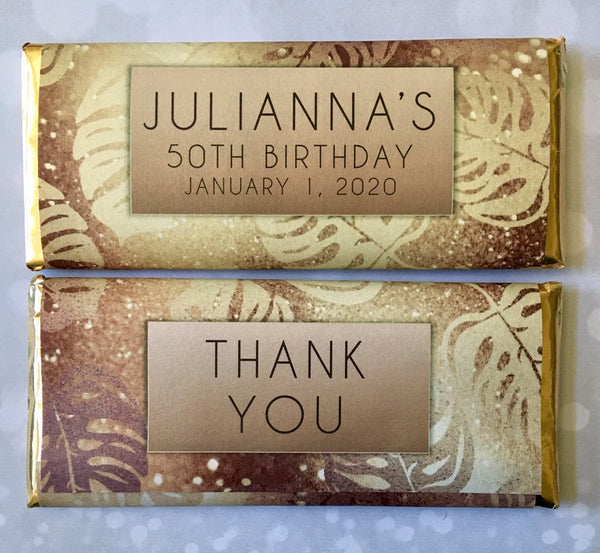 JULIANNA'S
50TH BIRTHDAY
JANUARY 1, 2020
THANK
YOU